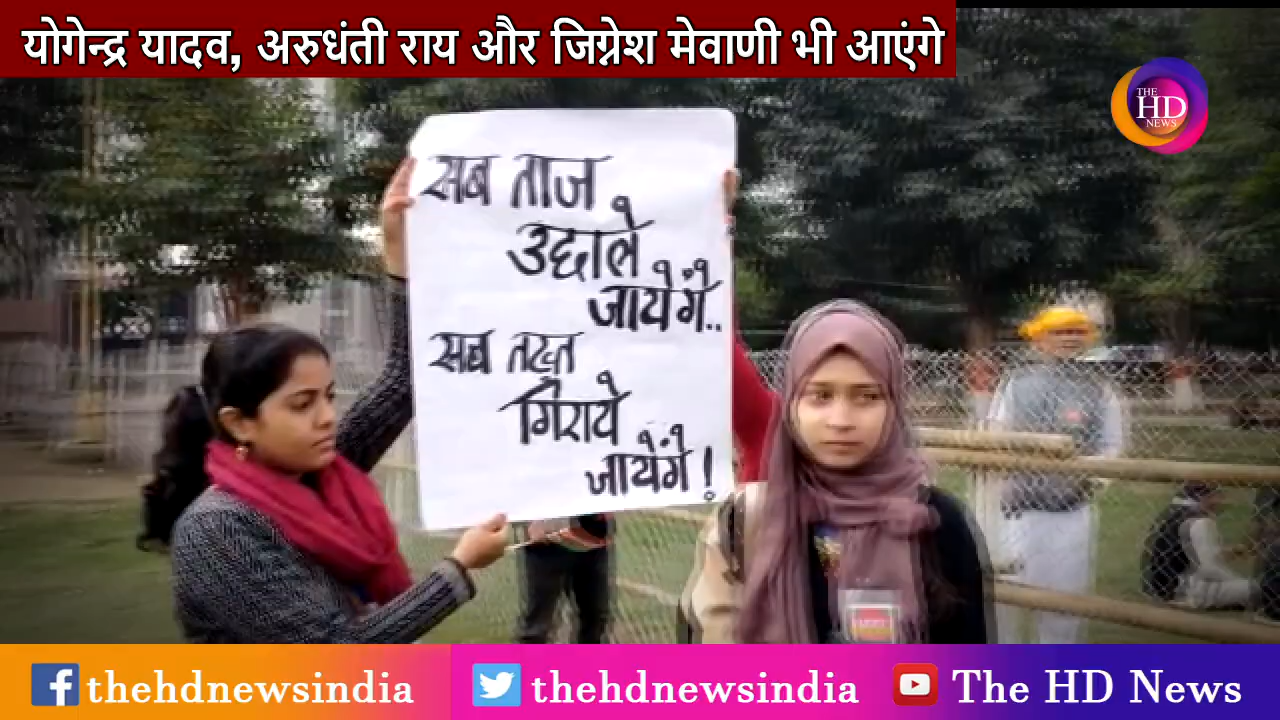 योगेन्द्र यादव, अरुधंती राय और जिग्नेश मेवाणी भी आएंगे
THE
HD
NEWS
सब ताज
उछाले
जायेंगे..
सब तख़्त
गिराये
जायेंगे !
thehdnewsindia
thehdnewsindia
The HD News